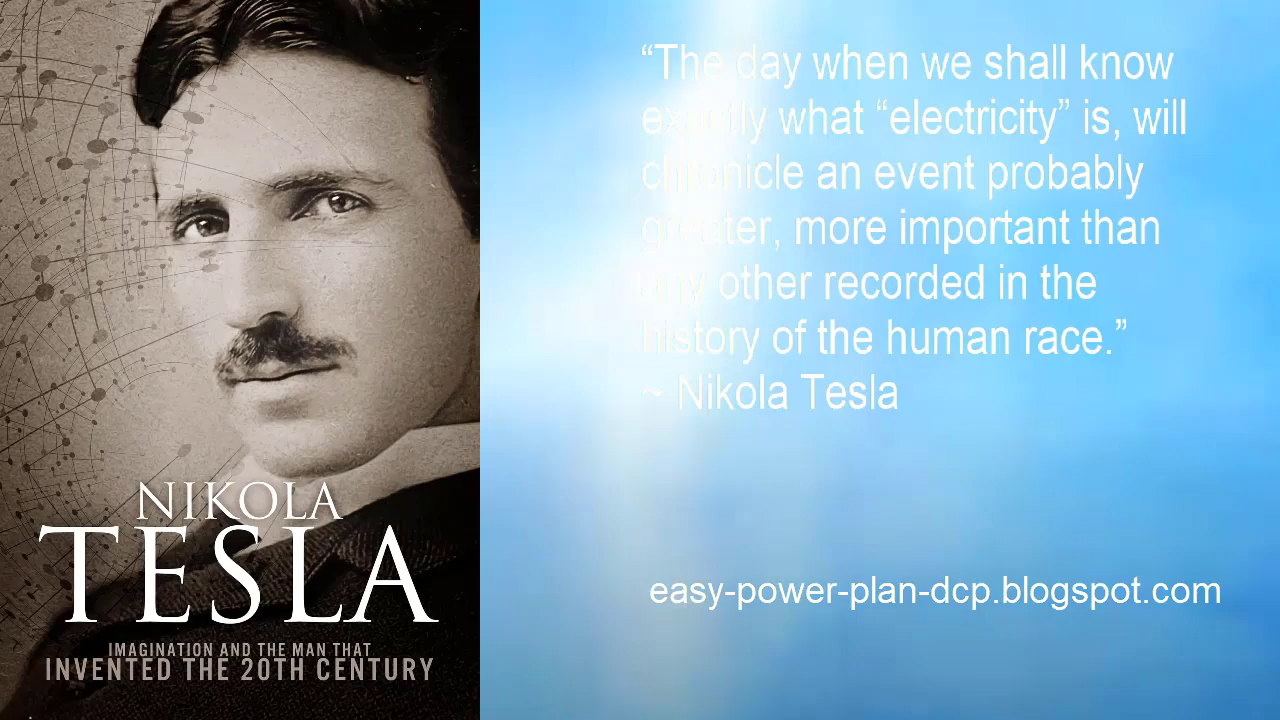 NIKOLA
TESLA
IMAGINATION AND THE MAN THAT
INVENTED THE 20TH CENTURY
“The day when we shall know
exactly what “electricity” is, will
chronicle an event probably
greater, more important than
any other recorded in the
history of the human race.”
~ Nikola Tesla
easy-power-plan-dcp.blogspot.com